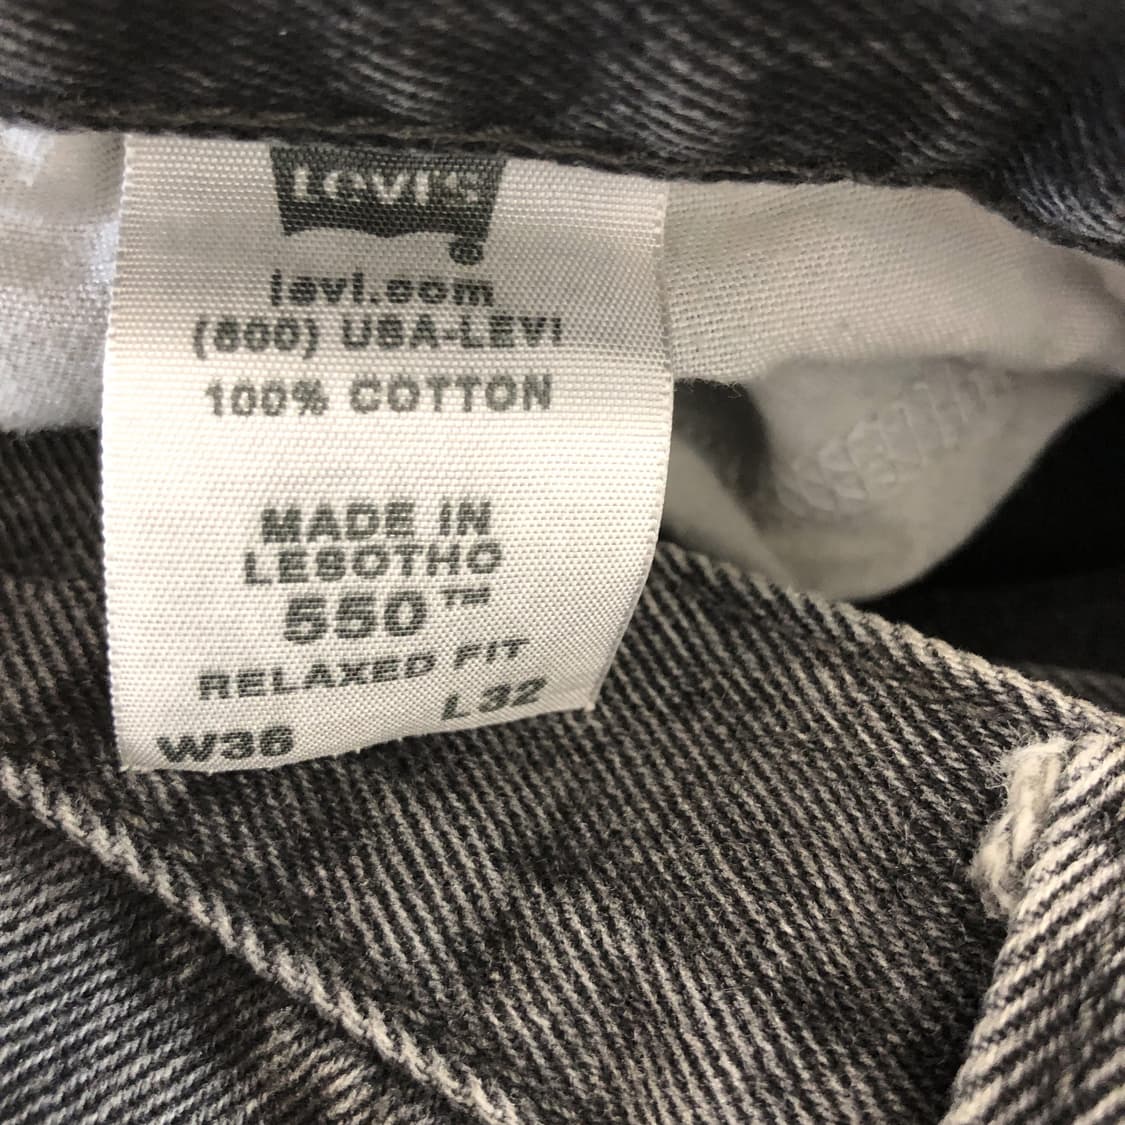 LEVI'S
®
levi.com
(800) USA-LEVI
100% COTTON
MADE IN
LESOTHO
550™
RELAXED FIT
W36 L32